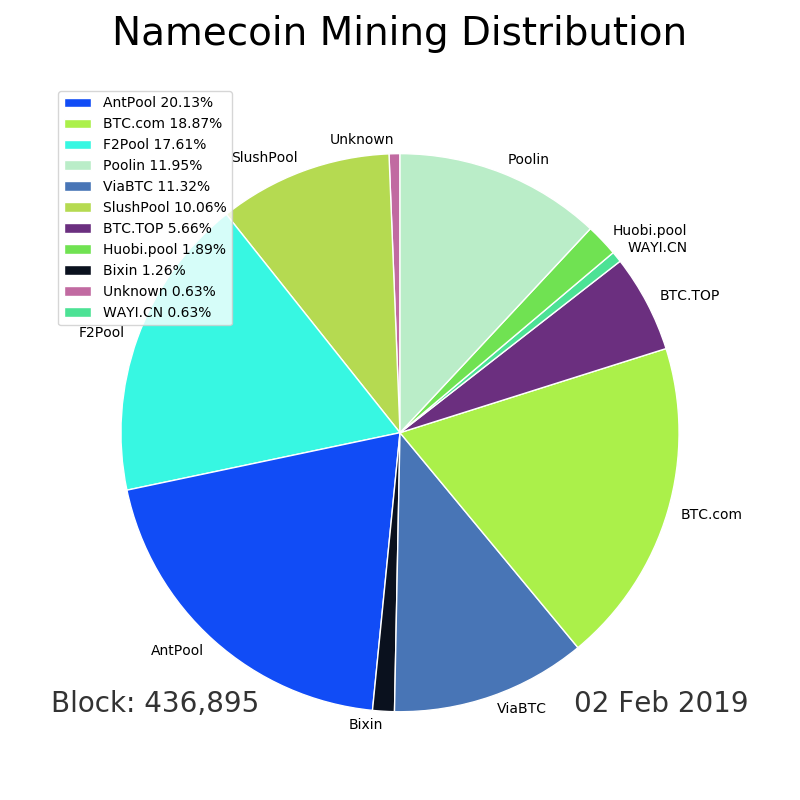 Namecoin Mining Distribution
AntPool 20.13%
BTC.com 18.87%
F2Pool 17.61%
Poolin 11.95%
ViaBTC 11.32%
SlushPool 10.06%
BTC.TOP 5.66%
Huobi.pool 1.89%
Bixin 1.26%
Unknown 0.63%
WAYI.CN 0.63%
Unknown
SlushPool
Poolin
Huobi.pool
WAYI.CN
BTC.TOP
F2Pool
BTC.com
AntPool
ViaBTC
Bixin
Block: 436,895
02 Feb 2019